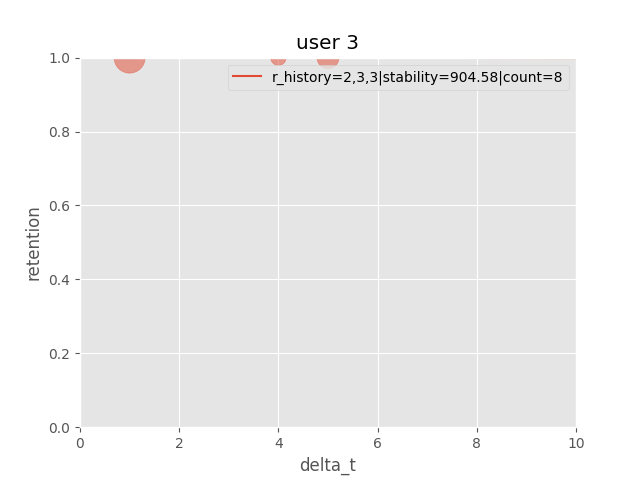 user 3
r_history=2,3,3|stability=904.58|count=8
retention
1.0
0.8
0.6
0.4
0.2
0.0
0 2 4 6 8 10
delta_t